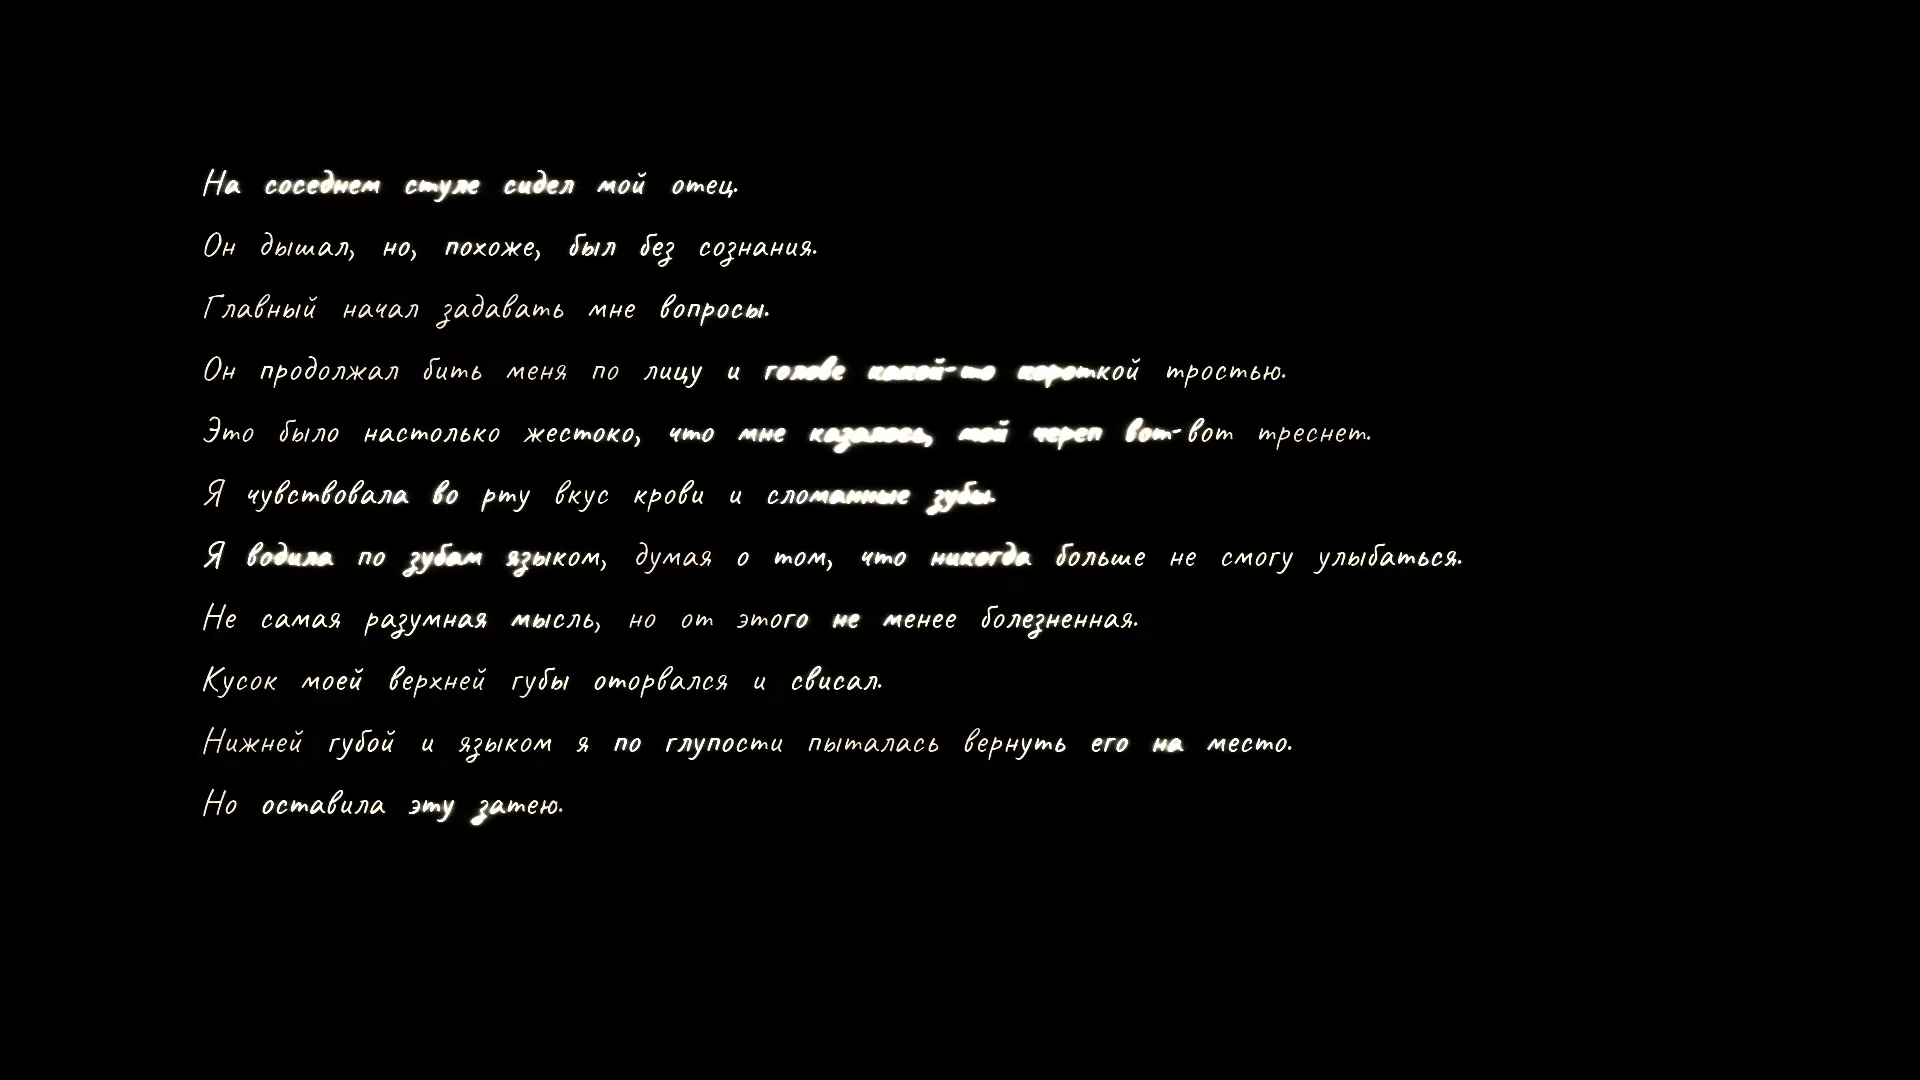 На соседнем стуле сидел мой отец.
Он дышал, но, похоже, был без сознания.
Главный начал задавать мне вопросы.
Он продолжал бить меня по лицу и голове какой-то короткой тростью.
Это было настолько жестоко, что мне казалось, мой череп вот-вот треснет.
Я чувствовала во рту вкус крови и сломанные зубы.
Я водила по зубам языком, думая о том, что никогда больше не смогу улыбаться.
Не самая разумная мысль, но от этого не менее болезненная.
Кусок моей верхней губы оторвался и свисал.
Нижней губой и языком я по глупости пыталась вернуть его на место.
Но оставила эту затею.